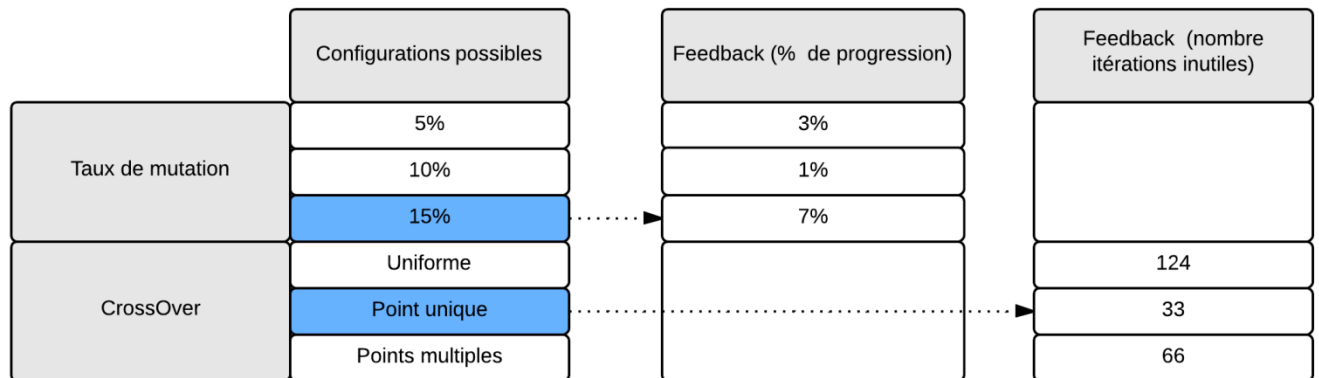 Configurations possibles
Feedback (% de progression)
Feedback (nombre
itérations inutiles)
Taux de mutation
5%
3%
10%
1%
15%
7%
CrossOver
Uniforme
124
Point unique
33
Points multiples
66